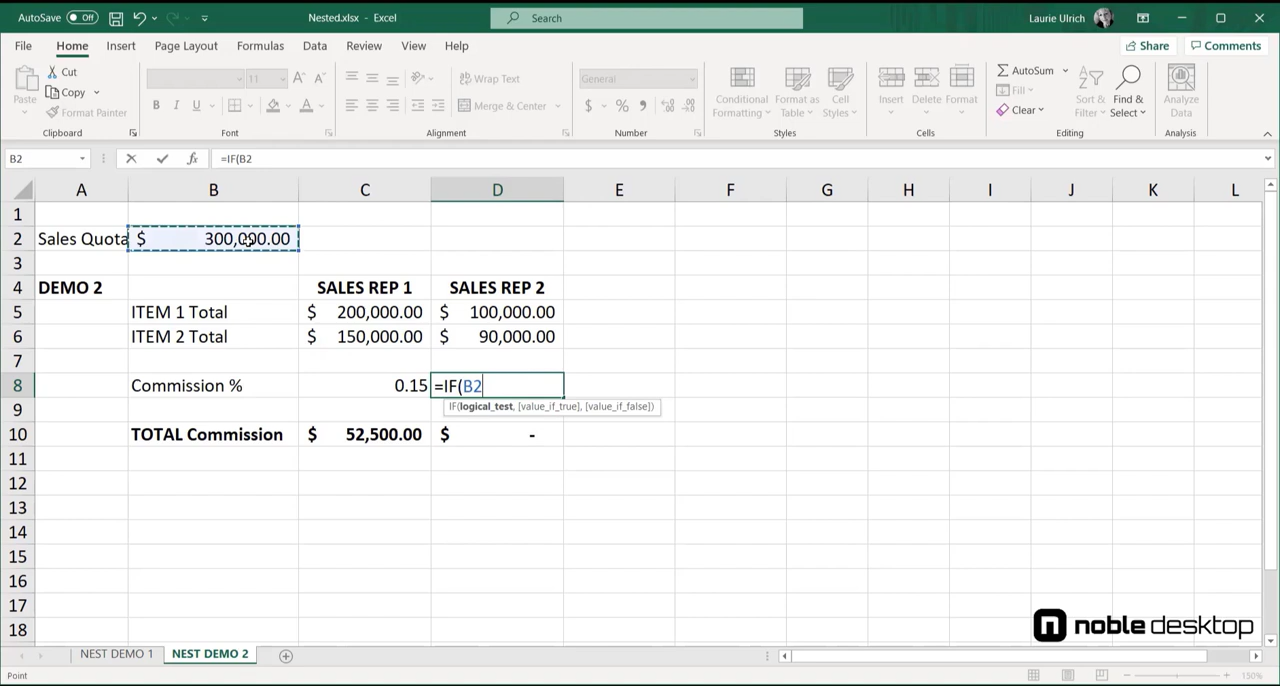 AutoSave Off Nested.xlsx - Excel Search Laurie Ulrich
File Home Insert Page Layout Formulas Data Review View Help Share Comments
Paste Cut Copy Format Painter Clipboard
11 A A B I U A Font
Wrap Text Merge & Center Alignment
General $ % Number
Conditional Formatting Format as Table Cell Styles Styles
Insert Delete Format Cells
AutoSum Fill Clear Sort & Filter Find & Select Editing
Analyze Data Analysis
B2 fx =IF(B2
A B C D E F G H I J K L
1
2 Sales Quota $ 300,000.00
3
4 DEMO 2 SALES REP 1 SALES REP 2
5 ITEM 1 Total $ 200,000.00 $ 100,000.00
6 ITEM 2 Total $ 150,000.00 $ 90,000.00
7
8 Commission % 0.15 =IF(B2
9 IF(logical_test, [value_if_true], [value_if_false])
10 TOTAL Commission $ 52,500.00 $ -
11
12
13
14
15
16
17
18
noble desktop
NEST DEMO 1 NEST DEMO 2
Point 150%